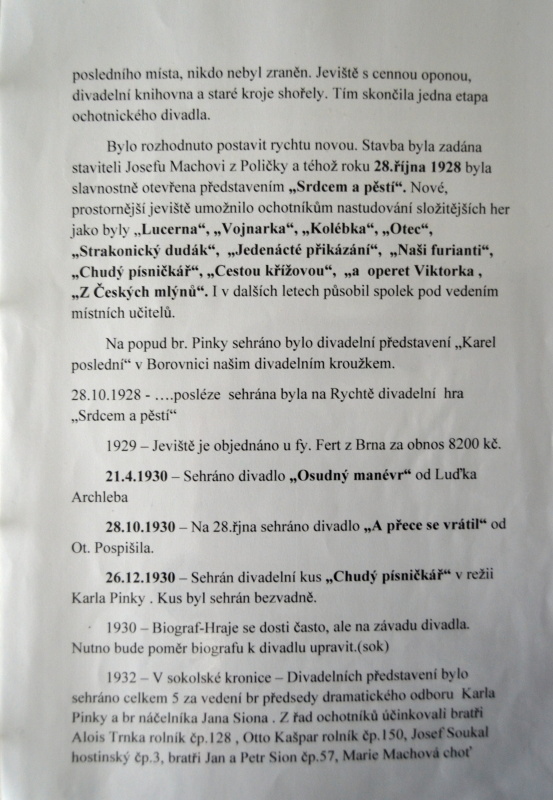 posledního místa, nikdo nebyl zraněn. Jeviště s cennou oponou,
divadelní knihovna a staré kroje shořely. Tím skončila jedna etapa
ochotnického divadla.
Bylo rozhodnuto postavit rychtu novou. Stavba byla zadána
staviteli Josefu Machovi z Poličky a téhož roku 28.října 1928 byla
slavnostně otevřena představením „Srdcem a pěstí“. Nové,
prostornější jeviště umožnilo ochotníkům nastudování složitějších her
jako byly „Lucerna“, „Vojnarka“, „Kolébka“, „Otec“,
„Strakonický dudák“, „Jedenácté přikázání“, „Naši furianti“,
„Chudý písničkář“, „Cestou křížovou“, „a operet Viktorka ,
„Z Českých mlýnů“. I v dalších letech působil spolek pod vedením
místních učitelů.
Na popud br. Pinky sehráno bylo divadelní představení „Karel
poslední“ v Borovnici našim divadelním kroužkem.
28.10.1928 - ….posléze sehrána byla na Rychtě divadelní hra
„Srdcem a pěstí“
1929 – Jeviště je objednáno u fy. Fert z Brna za obnos 8200 kč.
21.4.1930 – Sehráno divadlo „Osudný manévr“ od Luďka
Archleba
28.10.1930 – Na 28.řjna sehráno divadlo „A přece se vrátil“ od
Ot. Pospišila.
26.12.1930 – Sehrán divadelní kus „Chudý písničkář“ v režii
Karla Pinky . Kus byl sehrán bezvadně.
1930 – Biograf-Hraje se dosti často, ale na závadu divadla.
Nutno bude poměr biografu k divadlu upravit.(sok)
1932 – V sokolské kronice – Divadelních představení bylo
sehráno celkem 5 za vedení br předsedy dramatického odboru Karla
Pinky a br náčelníka Jana Siona . Z řad ochotníků účinkovali bratři
Alois Trnka rolník čp.128 , Otto Kašpar rolník čp.150, Josef Soukal
hostinský čp.3, bratři Jan a Petr Sion čp.57, Marie Machová choť